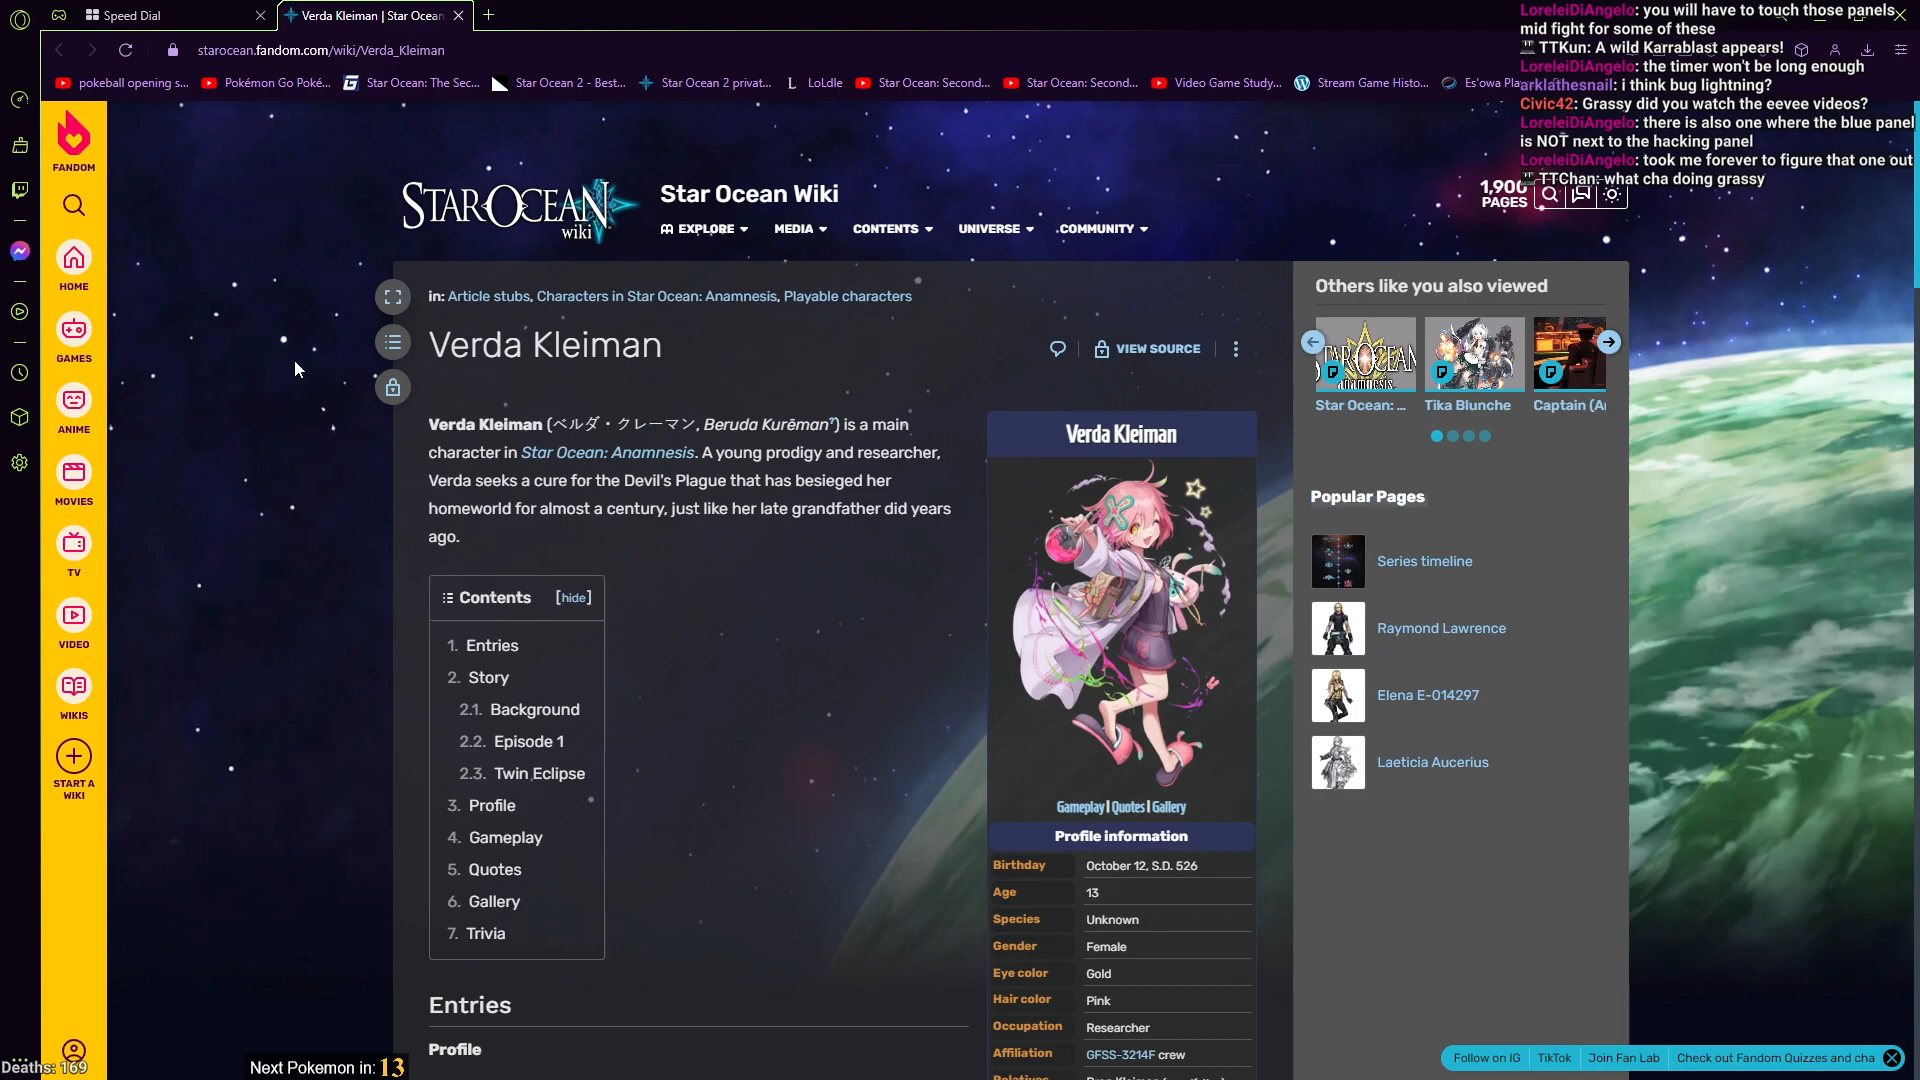 Speed Dial
Verda Kleiman | Star Ocean
starocean.fandom.com/wiki/Verda_Kleiman
pokeball opening s...
Pokémon Go Poké...
Star Ocean: The Sec...
Star Ocean 2 - Best...
Star Ocean 2 privat...
LoLdle
Star Ocean: Second...
Star Ocean: Second...
Video Game Study...
Stream Game Histo...
Es'owa Pla
LoreleiDiAngelo: you will have to touch those panels
mid fight for some of these
TTKun: A wild Karrablast appears!
LoreleiDiAngelo: the timer won't be long enough
arklathesnail: i think bug lightning?
Civic42: Grassy did you watch the eevee videos?
LoreleiDiAngelo: there is also one where the blue panel
is NOT next to the hacking panel
LoreleiDiAngelo: took me forever to figure that one out
TTChan: what cha doing grassy
FANDOM
HOME
GAMES
ANIME
MOVIES
TV
VIDEO
WIKIS
START A
WIKI
STAR OCEAN
wiki
Star Ocean Wiki
EXPLORE
MEDIA
CONTENTS
UNIVERSE
COMMUNITY
1,900
PAGES
in: Article stubs, Characters in Star Ocean: Anamnesis, Playable characters
Verda Kleiman
VIEW SOURCE
Verda Kleiman (ベルダ・クレーマン, Beruda Kurēman?) is a main
character in Star Ocean: Anamnesis. A young prodigy and researcher,
Verda seeks a cure for the Devil's Plague that has besieged her
homeworld for almost a century, just like her late grandfather did years
ago.
Contents [hide]
1. Entries
2. Story
2.1. Background
2.2. Episode 1
2.3. Twin Eclipse
3. Profile
4. Gameplay
5. Quotes
6. Gallery
7. Trivia
Entries
Profile
Verda Kleiman
Gameplay | Quotes | Gallery
Profile information
Birthday October 12, S.D. 526
Age 13
Species Unknown
Gender Female
Eye color Gold
Hair color Pink
Occupation Researcher
Affiliation GFSS-3214F crew
Others like you also viewed
STAR OCEAN
anamnesis
Star Ocean: ...
Tika Blunche
Captain (A
Popular Pages
Series timeline
Raymond Lawrence
Elena E-014297
Laeticia Aucerius
Deaths: 169
Next Pokemon in: 13
Follow on IG
TikTok
Join Fan Lab
Check out Fandom Quizzes and cha